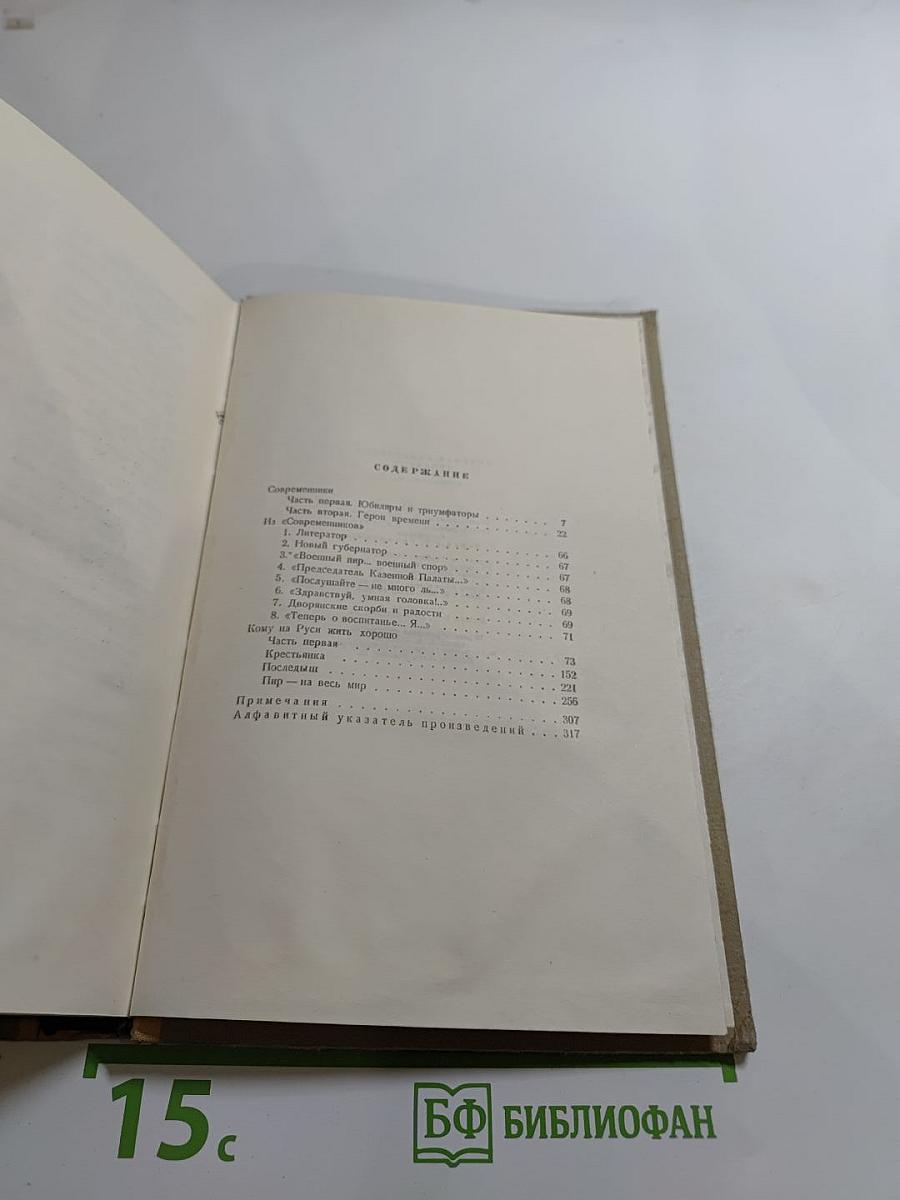 СОДЕРЖАНИЕ
Современники
Часть первая. Юбиляры и триумфаторы . . . . . . 7
Часть вторая. Герои времени . . . . . . . . . . 22
Из «Современников»
1. Литератор . . . . . . . . . . . . . . . 66
2. Новый губернатор . . . . . . . . . . . . 67
3. «Военный пир... военный спор» . . . . . . . . 67
4. «Председатель Казенной Палаты...» . . . . . . . 68
5. «Послушайте — не много ль...» . . . . . . . . 68
6. «Здравствуй, умная головка!..» . . . . . . . . 69
7. Дворянские скорби и радости . . . . . . . . . 69
8. «Теперь о воспитанье... Я...» . . . . . . . . . 71
Кому на Руси жить хорошо
Часть первая . . . . . . . . . . . . . . . 73
Крестьянка . . . . . . . . . . . . . . . . 152
Последыш . . . . . . . . . . . . . . . . 221
Пир — на весь мир . . . . . . . . . . . . . 256
Примечания . . . . . . . . . . . . . . . . 307
Алфавитный указатель произведений . . . 317
15 с
БФ БИБЛИОФАН